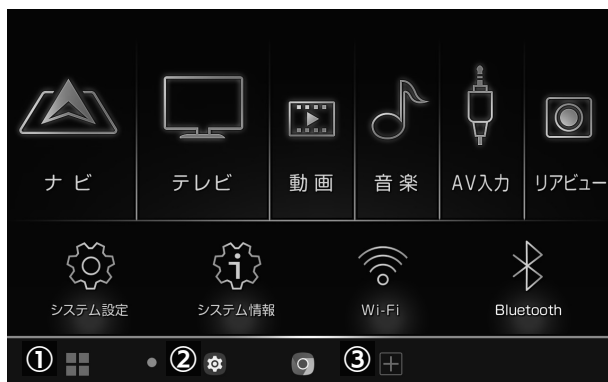 ナビ テレビ 動画 音楽 AV入力 リアビュー
システム設定 システム情報 Wi-Fi Bluetooth
① ② ③